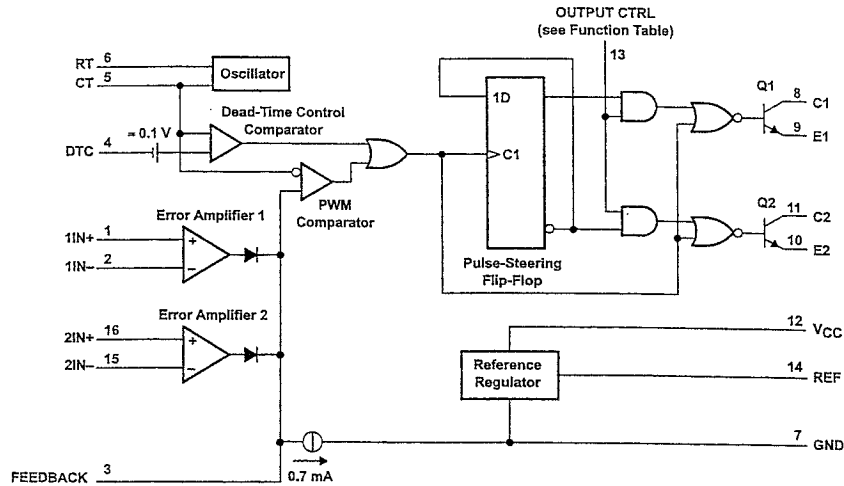 OUTPUT CTRL
(see Function Table)
13
RT 6
CT 5
Oscillator
Dead-Time Control
Comparator
= 0.1 V
DTC 4
1D
C1
Q1
8 C1
9 E1
PWM
Comparator
Error Amplifier 1
1IN+ 1
+
1IN– 2
–
Q2
11 C2
10 E2
Pulse-Steering
Flip-Flop
Error Amplifier 2
2IN+ 16
+
2IN– 15
–
12 VCC
Reference
Regulator
14 REF
7 GND
0.7 mA
FEEDBACK 3